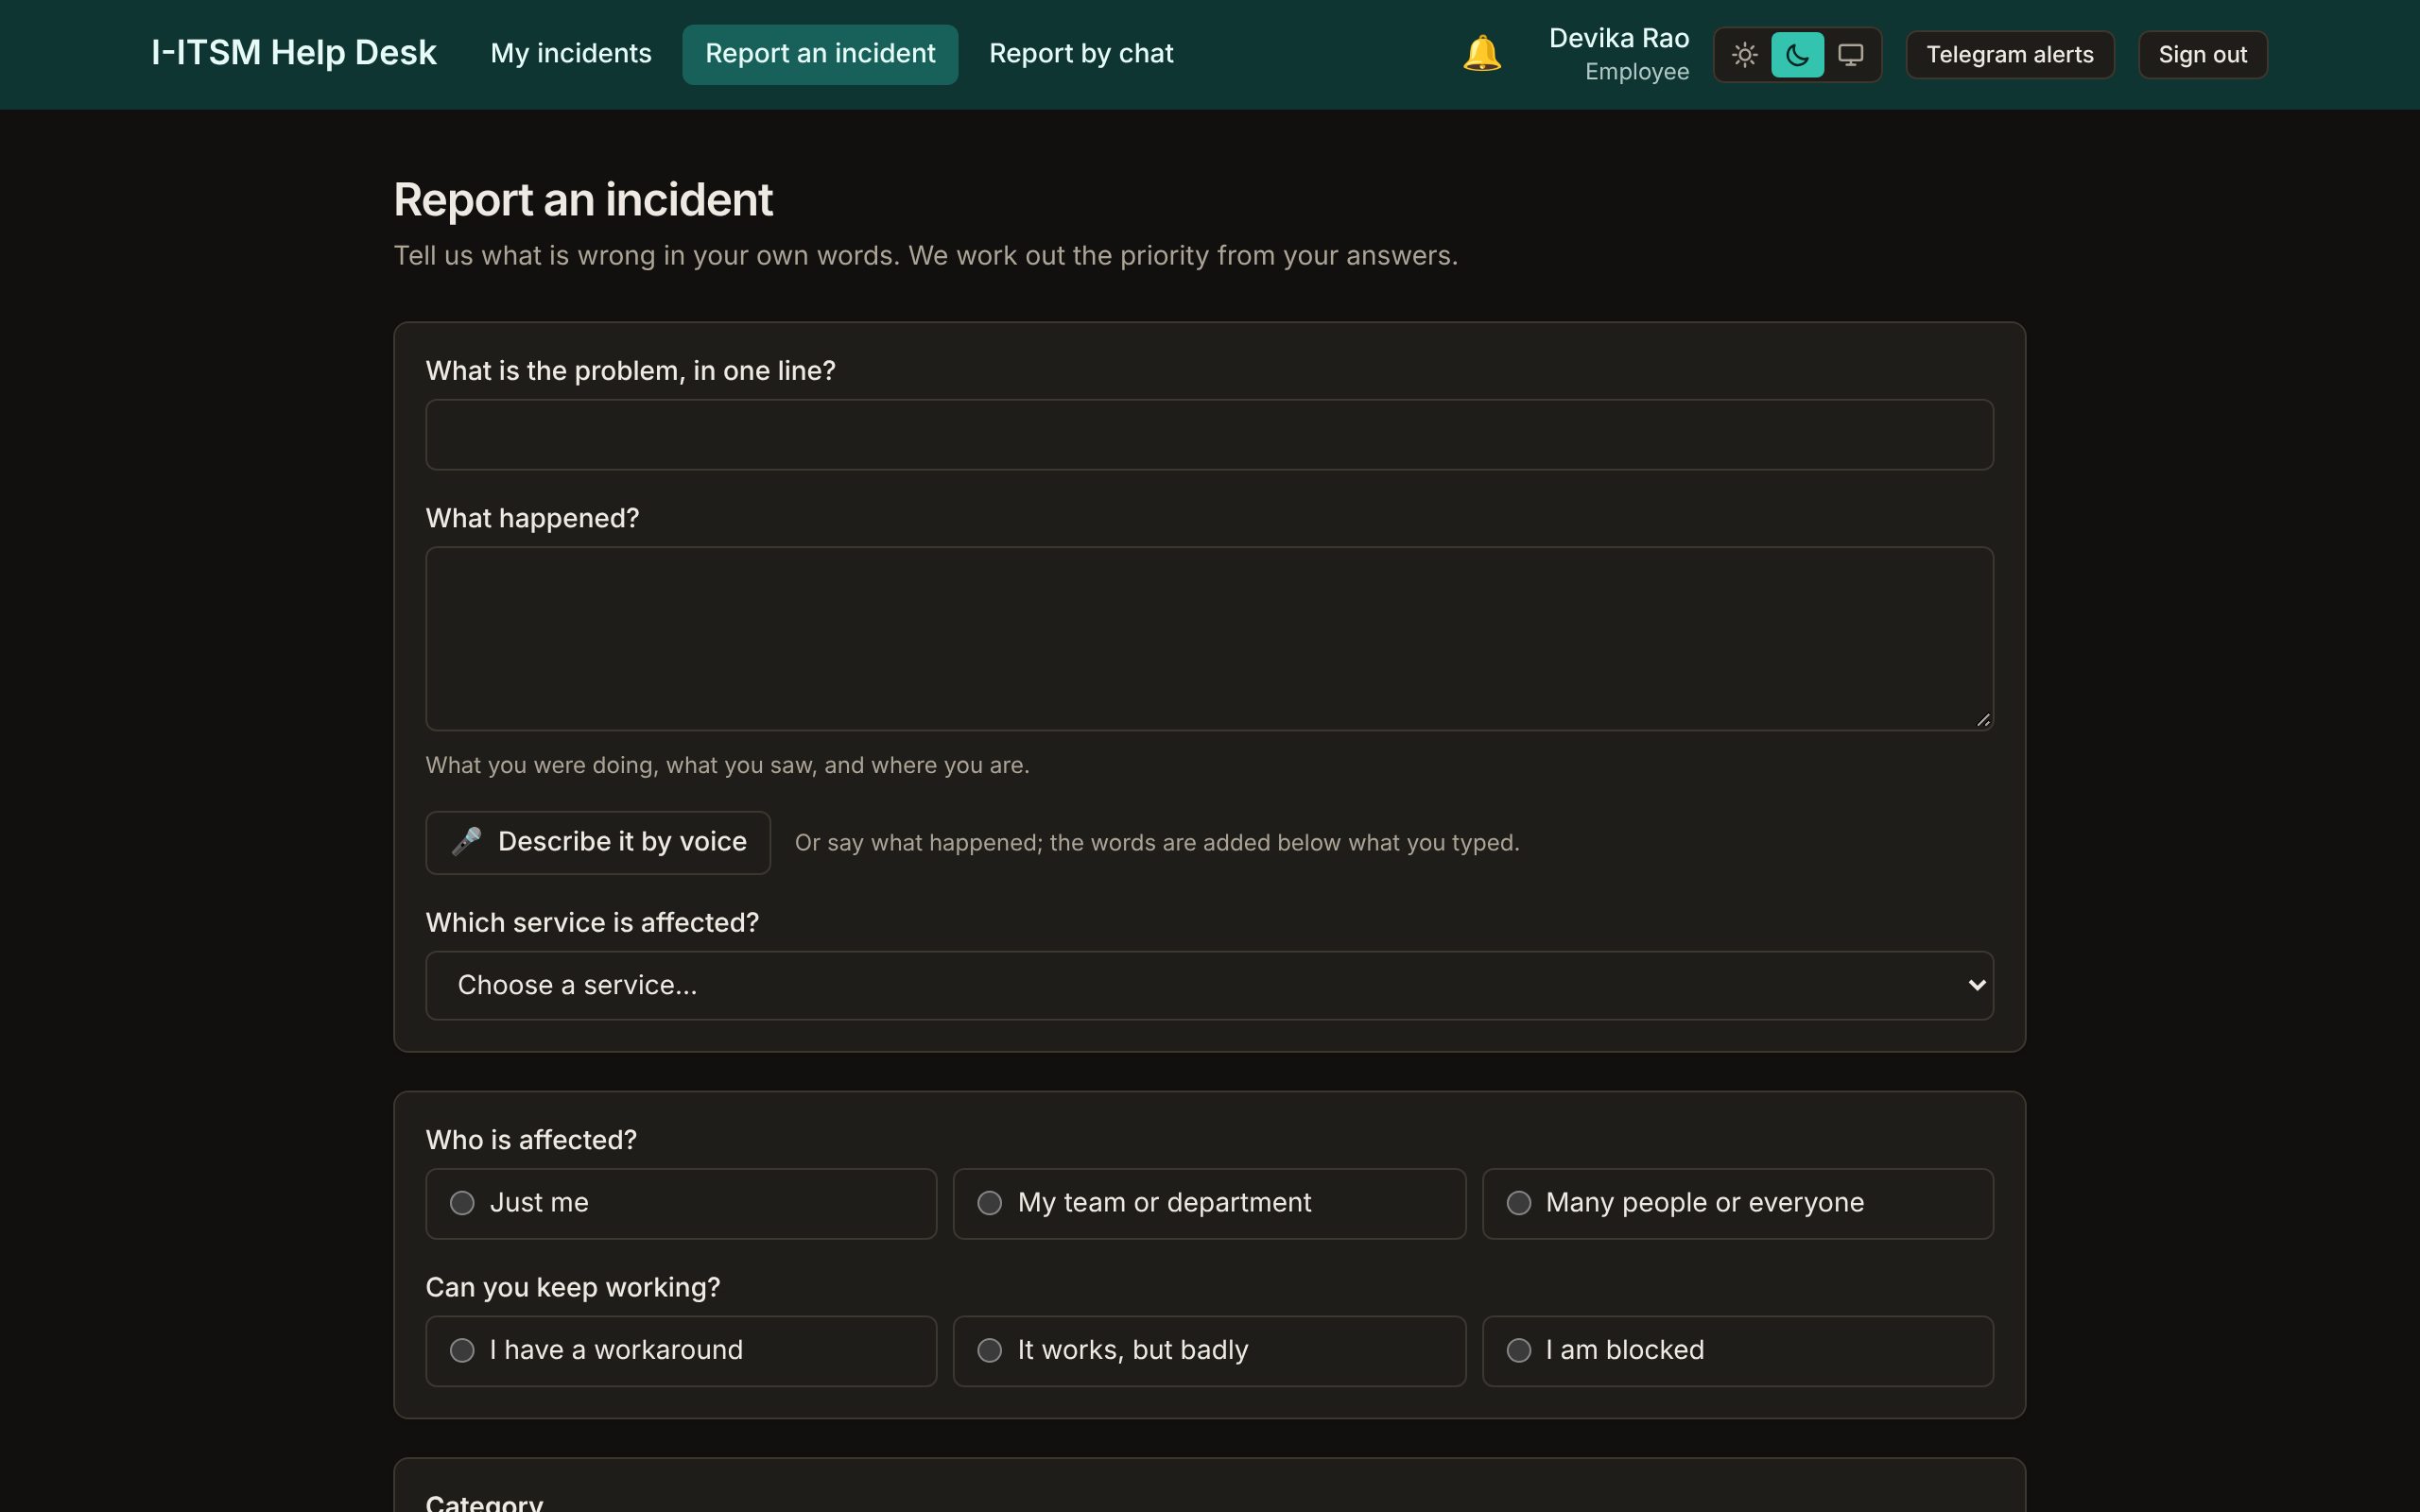 I-ITSM Help Desk
My incidents
Report an incident
Report by chat
Devika Rao
Employee
Telegram alerts
Sign out
Report an incident
Tell us what is wrong in your own words. We work out the priority from your answers.
What is the problem, in one line?
What happened?
What you were doing, what you saw, and where you are.
Describe it by voice
Or say what happened; the words are added below what you typed.
Which service is affected?
Choose a service...
Who is affected?
Just me
My team or department
Many people or everyone
Can you keep working?
I have a workaround
It works, but badly
I am blocked
Category